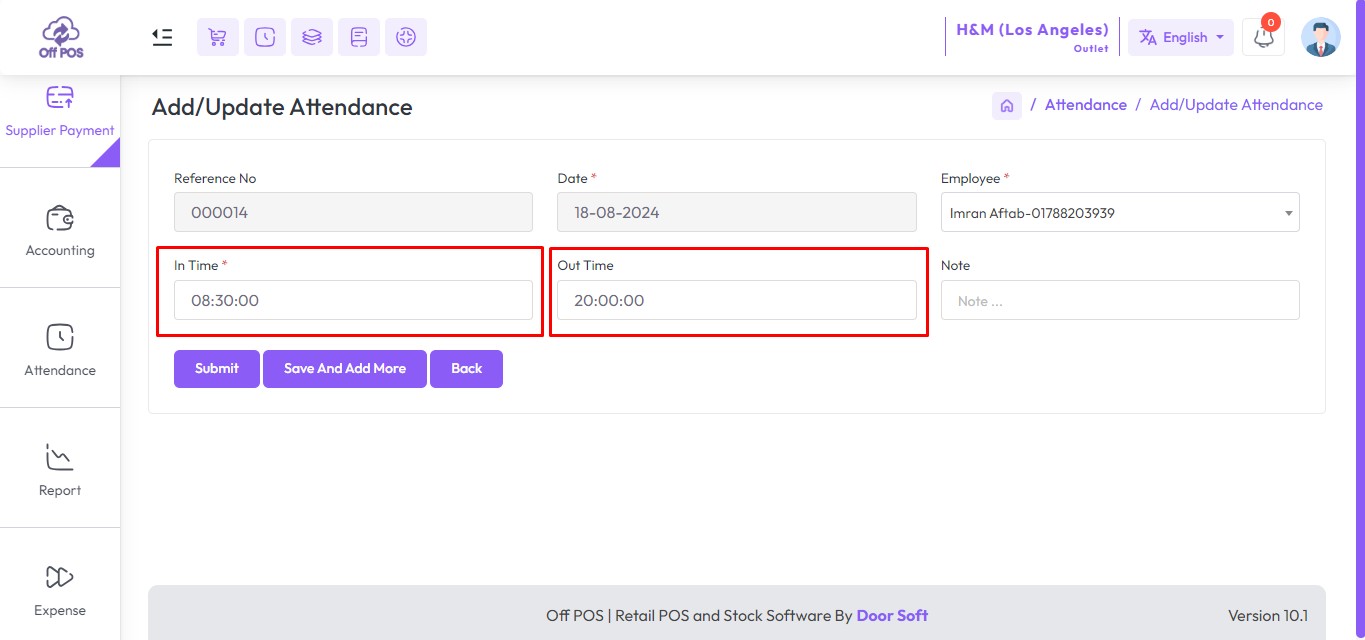 Off POS
H&M (Los Angeles)
Outlet
English
0
Supplier Payment
Accounting
Attendance
Report
Expense
Add/Update Attendance
/ Attendance / Add/Update Attendance
Reference No
000014
Date *
18-08-2024
Employee *
Imran Aftab-01788203939
In Time *
08:30:00
Out Time
20:00:00
Note
Note ...
Submit
Save And Add More
Back
Off POS | Retail POS and Stock Software By Door Soft
Version 10.1